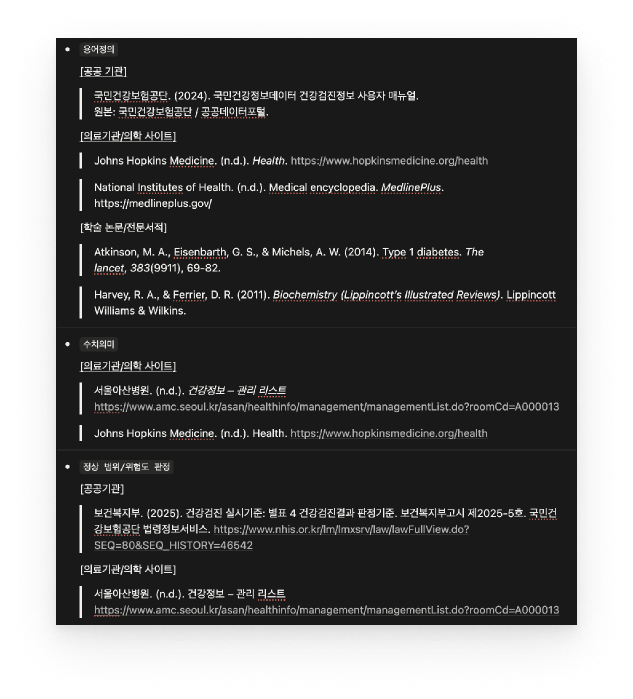 용어정의
[공공 기관]
국민건강보험공단. (2024). 국민건강정보데이터 건강검진정보 사용자 매뉴얼.
원본: 국민건강보험공단 / 공공데이터포털.
[의료기관/의학 사이트]
Johns Hopkins Medicine. (n.d.). Health. https://www.hopkinsmedicine.org/health
National Institutes of Health. (n.d.). Medical encyclopedia. MedlinePlus.
https://medlineplus.gov/
[학술 논문/전문서적]
Atkinson, M. A., Eisenbarth, G. S., & Michels, A. W. (2014). Type 1 diabetes. The
lancet, 383(9911), 69-82.
Harvey, R. A., & Ferrier, D. R. (2011). Biochemistry (Lippincott's Illustrated Reviews). Lippincott
Williams & Wilkins.
수치의미
[의료기관/의학 사이트]
서울아산병원. (n.d.). 건강정보 – 관리 리스트
https://www.amc.seoul.kr/asan/healthinfo/management/managementList.do?roomCd=A000013
Johns Hopkins Medicine. (n.d.). Health. https://www.hopkinsmedicine.org/health
정상 범위/위험도 판정
[공공기관]
보건복지부. (2025). 건강검진 실시기준: 별표 4 건강검진결과 판정기준. 보건복지부고시 제2025-5호. 국민건
강보험공단 법령정보서비스. https://www.nhis.or.kr/lm/lmxsrv/law/lawFullView.do?
SEQ=80&SEQ_HISTORY=46542
[의료기관/의학 사이트]
서울아산병원. (n.d.). 건강정보 – 관리 리스트
https://www.amc.seoul.kr/asan/healthinfo/management/managementList.do?roomCd=A000013